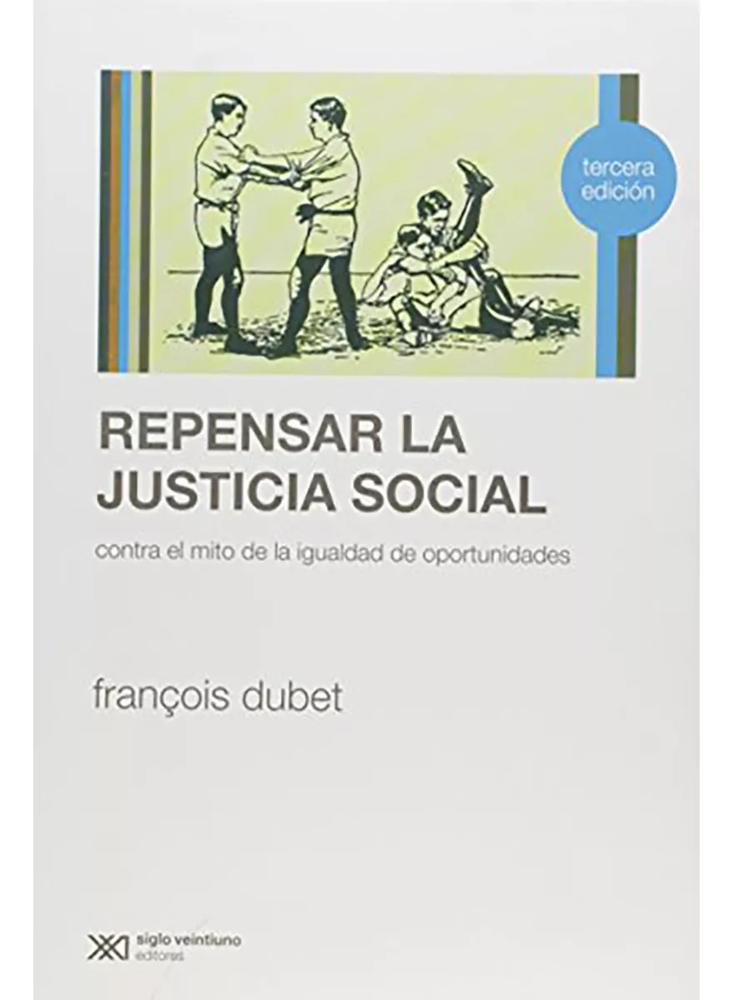 tercera
edición
REPENSAR LA
JUSTICIA SOCIAL
contra el mito de la igualdad de oportunidades
françois dubet
siglo veintiuno
editores